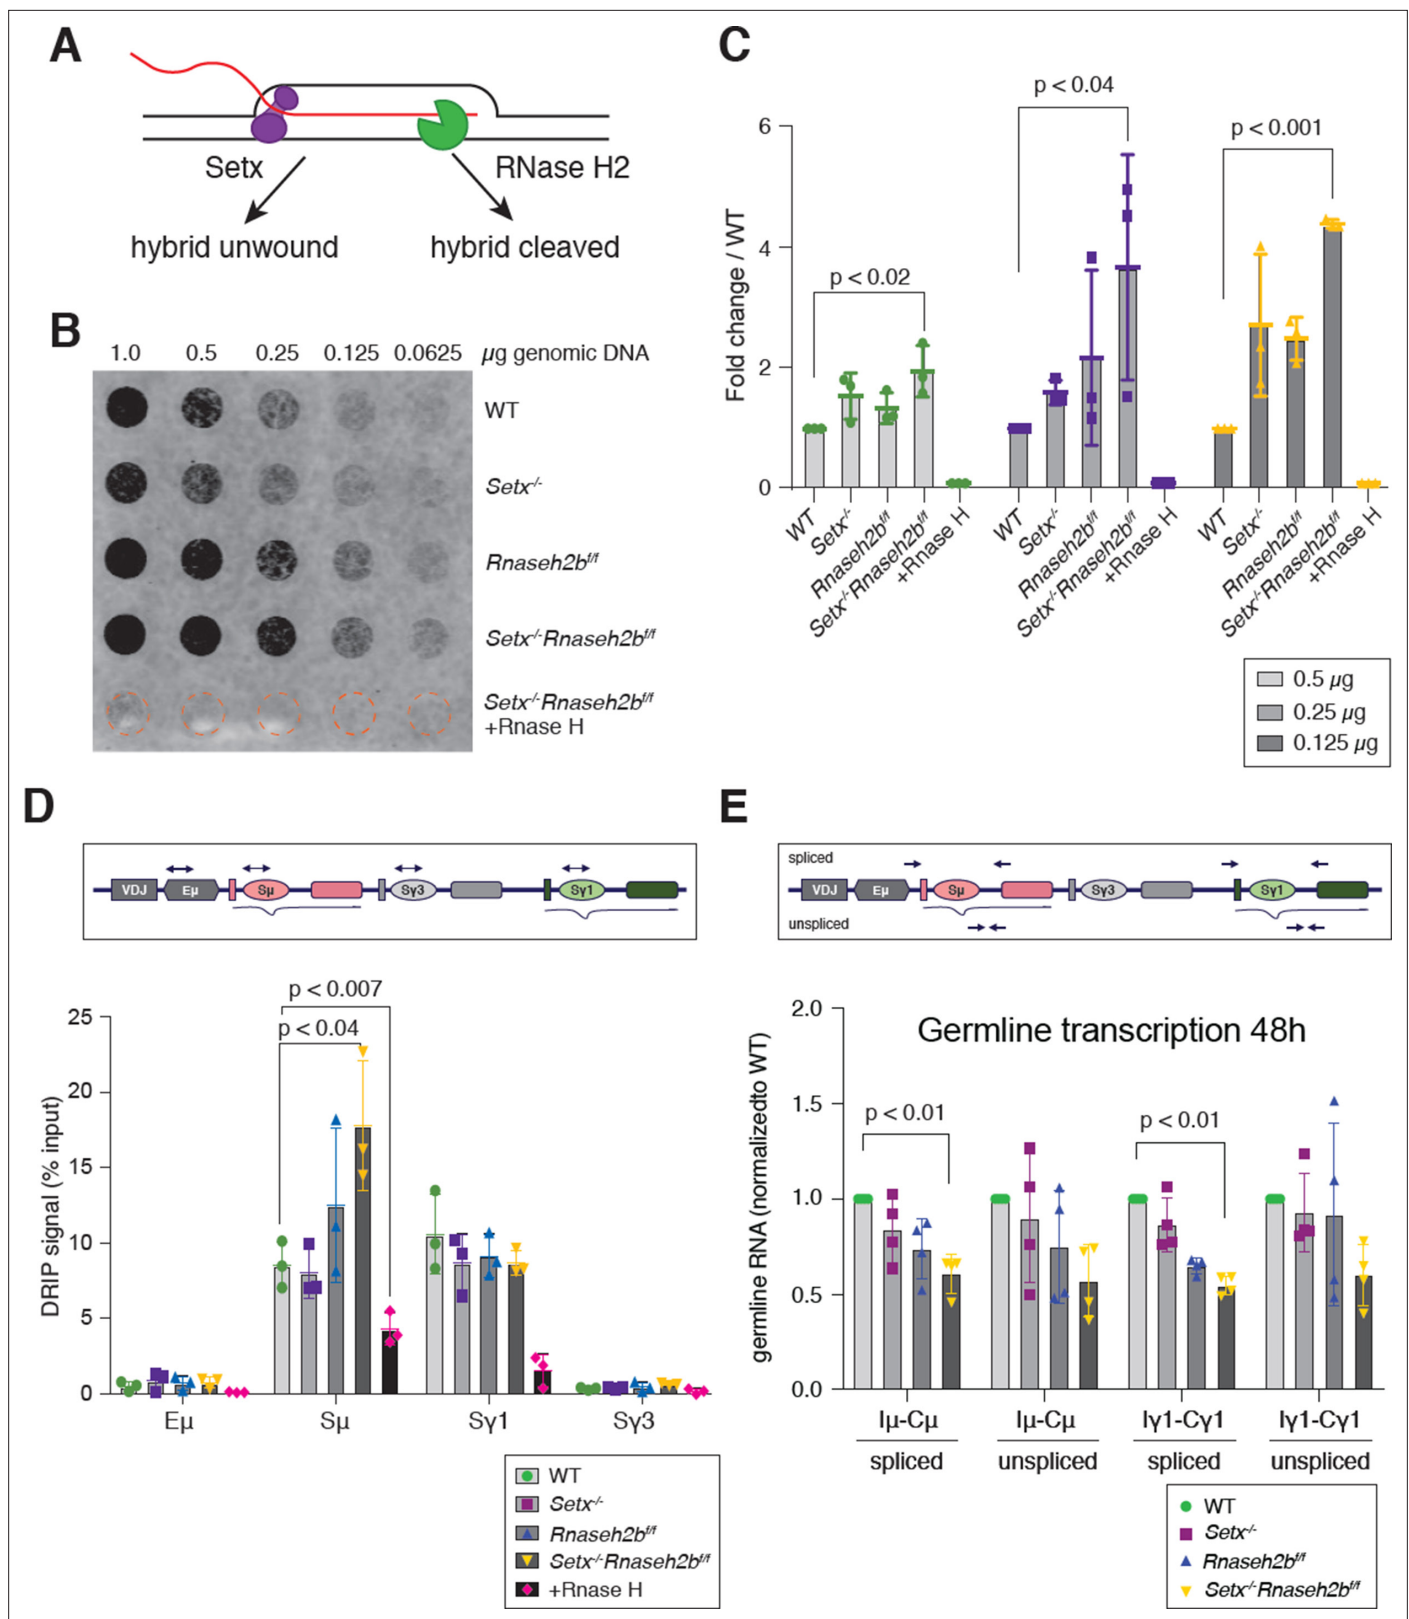 A
Setx
RNase H2
hybrid unwound
hybrid cleaved
B
1.0 0.5 0.25 0.125 0.0625 µg genomic DNA
WT
Setx-/-
Rnaseh2bf/f
Setx-/-Rnaseh2bf/f
Setx-/-Rnaseh2bf/f
+Rnase H
C
Fold change / WT
6
4
2
0
p < 0.02
p < 0.04
p < 0.001
WT Setx-/- Rnaseh2bf/f Setx-/-Rnaseh2bf/f +Rnase H
WT Setx-/- Rnaseh2bf/f Setx-/-Rnaseh2bf/f +Rnase H
WT Setx-/- Rnaseh2bf/f Setx-/-Rnaseh2bf/f +Rnase H
0.5 µg
0.25 µg
0.125 µg
D
VDJ Eµ Sµ Sγ3 Sγ1
DRIP signal (% input)
25
20
15
10
5
0
p < 0.007
p < 0.04
Eµ Sµ Sγ1 Sγ3
WT
Setx-/-
Rnaseh2bf/f
Setx-/-Rnaseh2bf/f
+Rnase H
E
spliced
VDJ Eµ Sµ Sγ3 Sγ1
unspliced
germline RNA (normalizedto WT)
2.0
1.5
1.0
0.5
0.0
Germline transcription 48h
p < 0.01
p < 0.01
Iµ-Cµ Iµ-Cµ Iγ1-Cγ1 Iγ1-Cγ1
spliced unspliced spliced unspliced
WT
Setx-/-
Rnaseh2bf/f
Setx-/-Rnaseh2bf/f